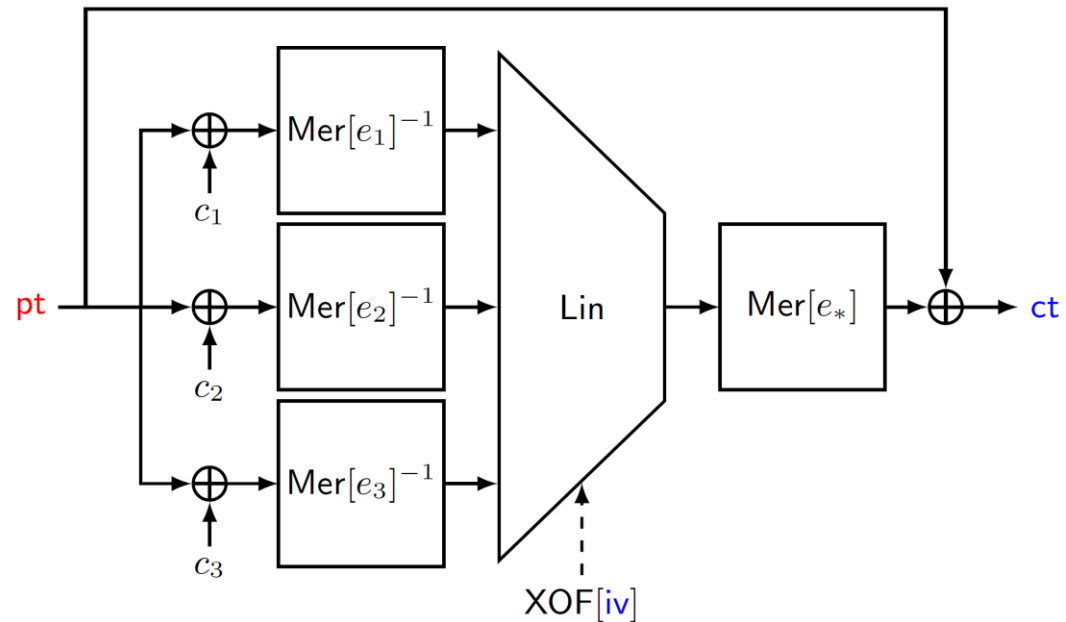 Mer[e₁]⁻¹
c₁
pt
Mer[e₂]⁻¹
Lin
Mer[e∗]
ct
c₂
Mer[e₃]⁻¹
c₃
XOF[iv]